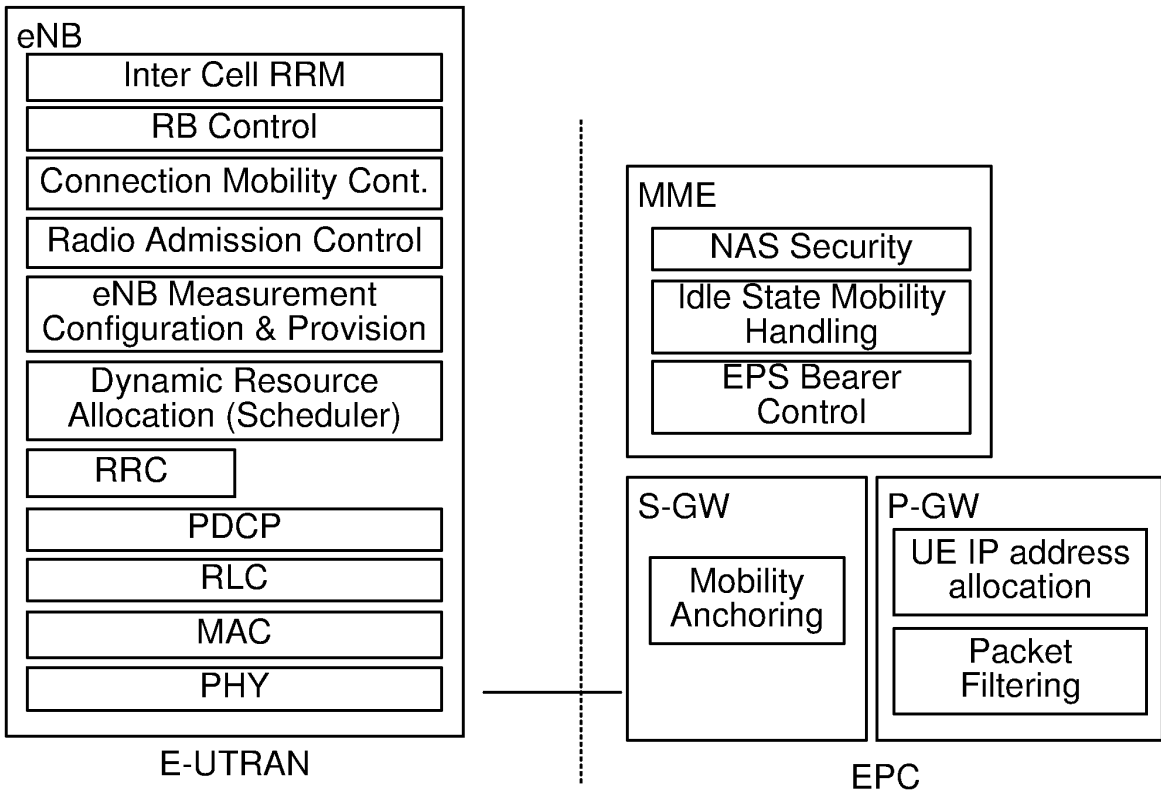 eNB
Inter Cell RRM
RB Control
Connection Mobility Cont.
Radio Admission Control
eNB Measurement
Configuration & Provision
Dynamic Resource
Allocation (Scheduler)
RRC
PDCP
RLC
MAC
PHY
E-UTRAN
MME
NAS Security
Idle State Mobility
Handling
EPS Bearer
Control
S-GW
Mobility
Anchoring
P-GW
UE IP address
allocation
Packet
Filtering
EPC